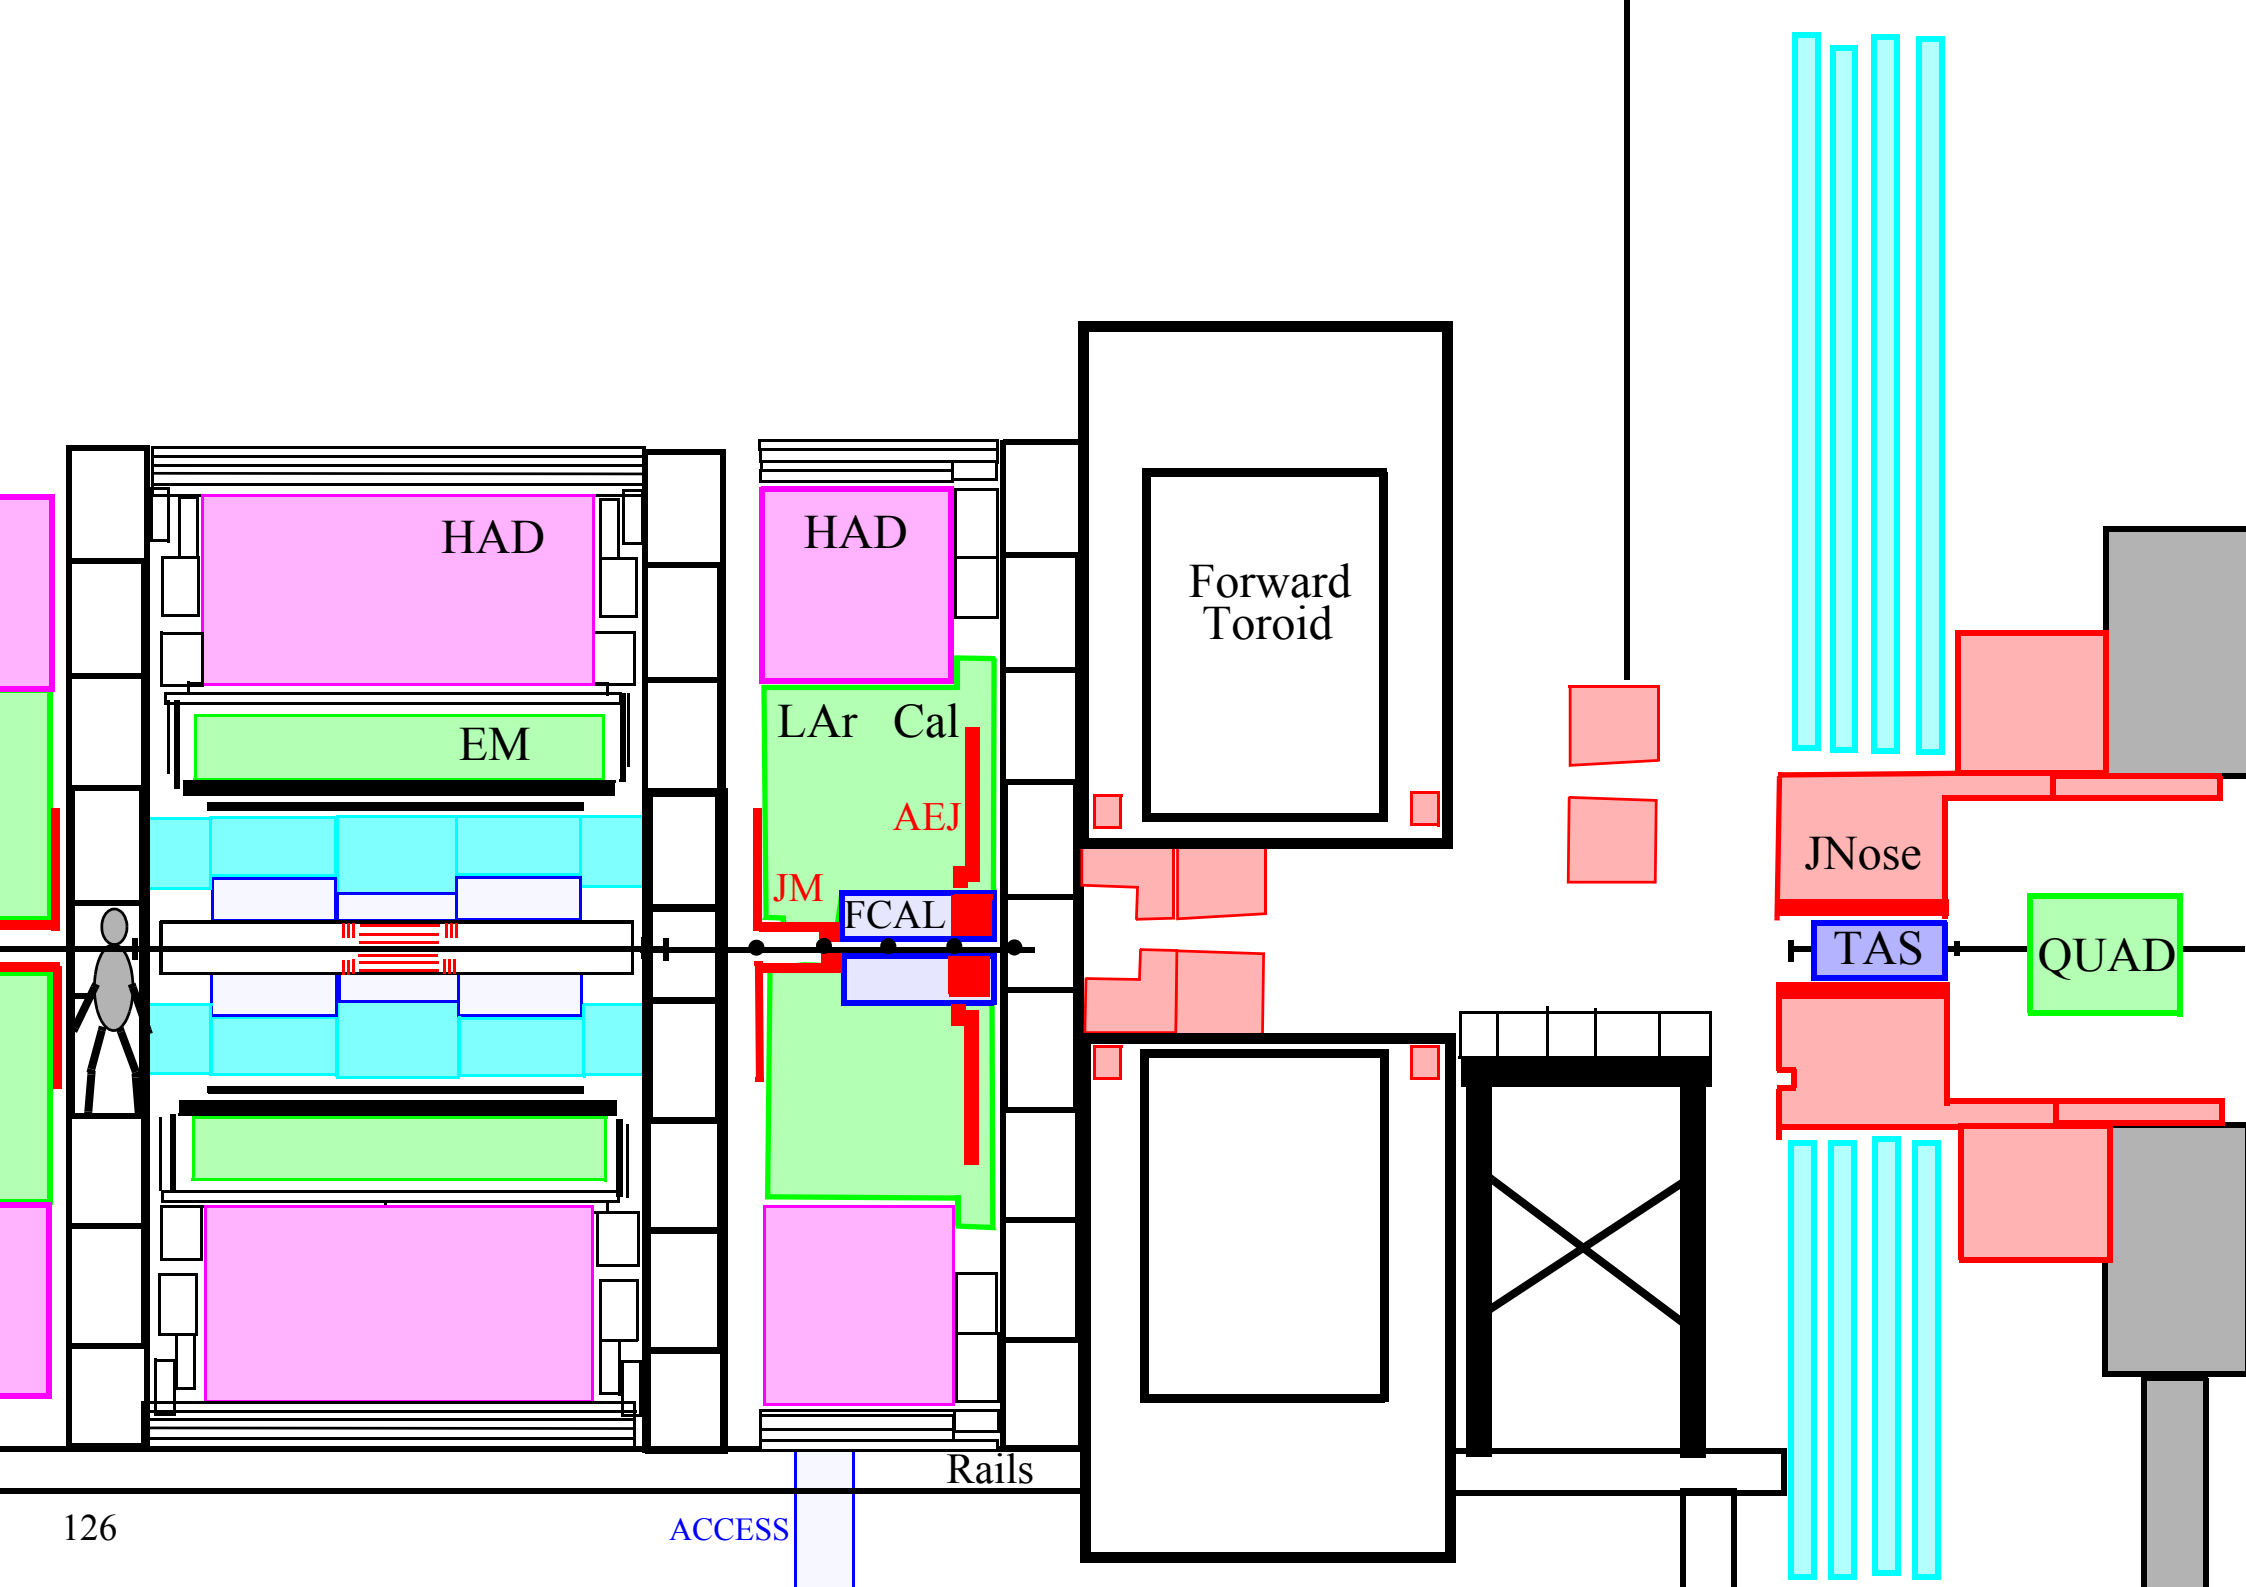 HAD
HAD
Forward
Toroid
LAr Cal
EM
AEJ
JNose
JM
FCAL
TAS
QUAD
Rails
126
ACCESS